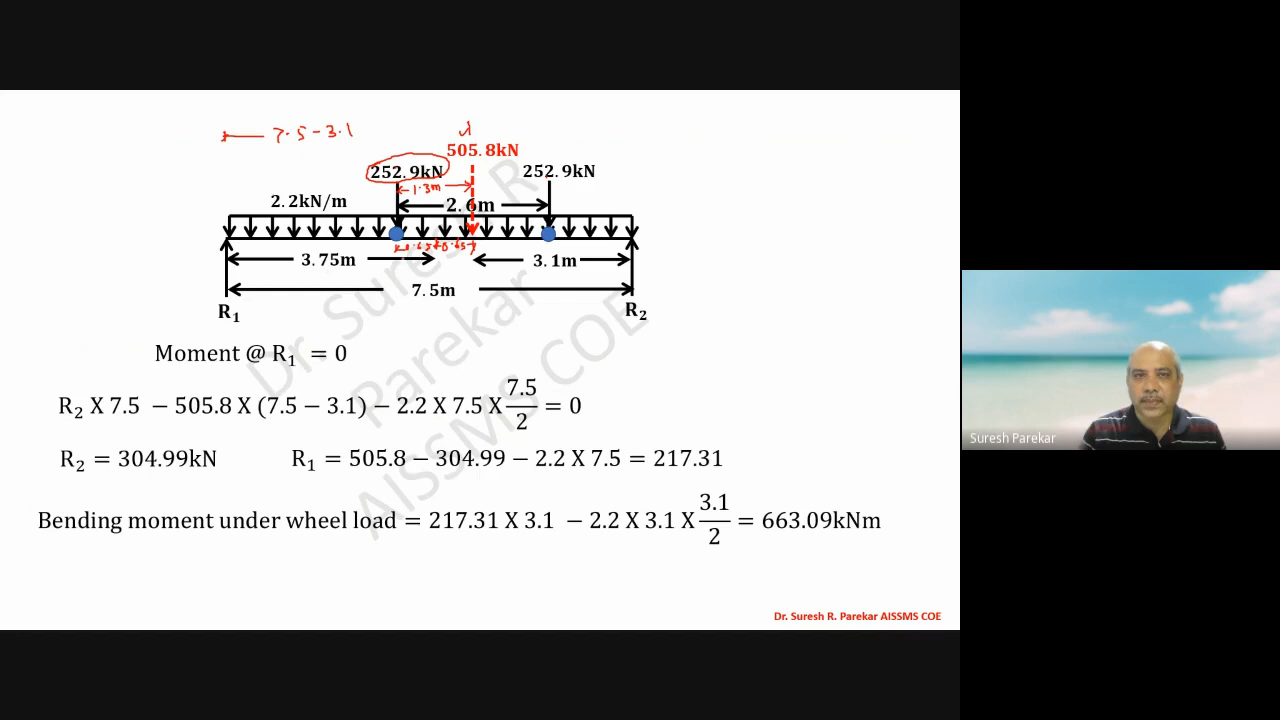 7.5-3.1
505.8kN
252.9kN
252.9kN
1.3m
2.2kN/m
2.6m
3.75m
3.1m
7.5m
R₁
R₂
Moment @ R₁ = 0
R₂ X 7.5 − 505.8 X (7.5 − 3.1) − 2.2 X 7.5 X 7.5/2 = 0
R₂ = 304.99kN
R₁ = 505.8 − 304.99 − 2.2 X 7.5 = 217.31
Bending moment under wheel load = 217.31 X 3.1 − 2.2 X 3.1 X 3.1/2 = 663.09kNm
Dr. Suresh R
Parekar
AISSMS COE
Dr. Suresh R. Parekar AISSMS COE
Suresh Parekar